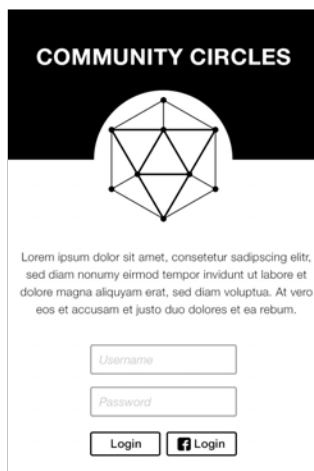 COMMUNITY CIRCLES
Lorem ipsum dolor sit amet, consetetur sadipscing elitr,
sed diam nonumy eirmod tempor invidunt ut labore et
dolore magna aliquyam erat, sed diam voluptua. At vero
eos et accusam et justo duo dolores et ea rebum.
Username
Password
Login
Login